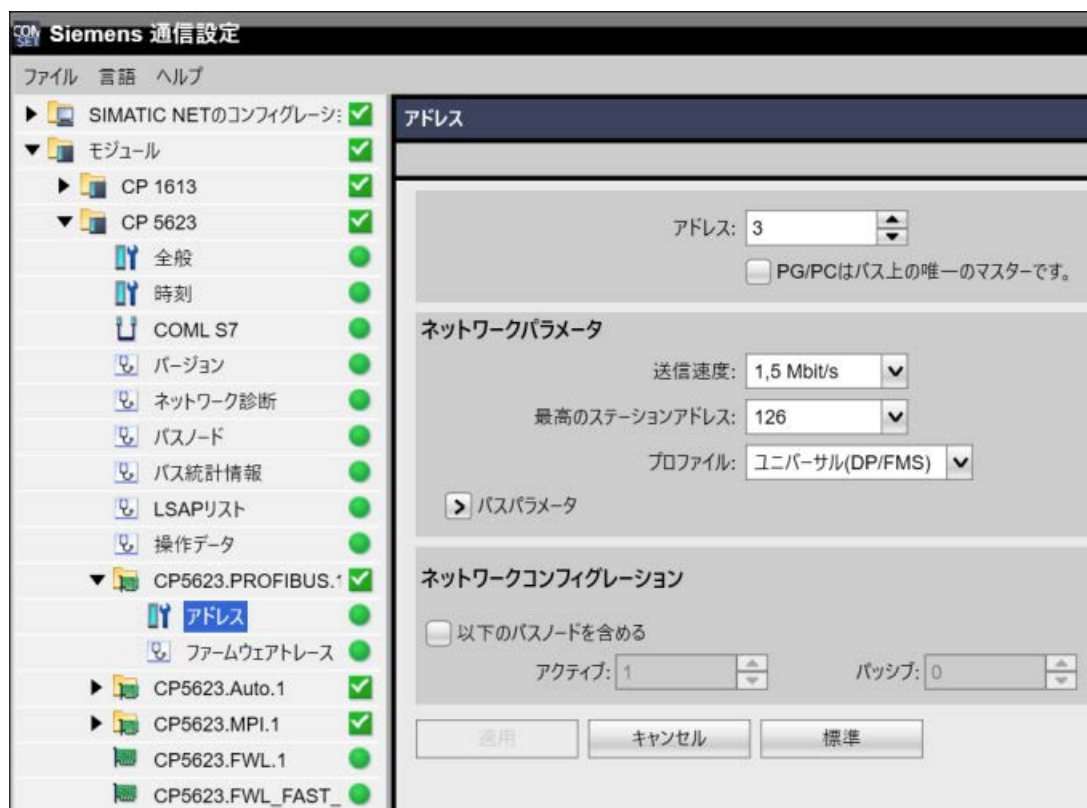 Siemens 通信設定
ファイル 言語 ヘルプ
SIMATIC NETのコンフィグレーシ
モジュール
CP 1613
CP 5623
全般
時刻
COML S7
バージョン
ネットワーク診断
バスノード
バス統計情報
LSAPリスト
操作データ
CP5623.PROFIBUS.1
アドレス
ファームウェアトレース
CP5623.Auto.1
CP5623.MPI.1
CP5623.FWL.1
CP5623.FWL_FAST_
アドレス
アドレス: 3
PG/PCはバス上の唯一のマスターです。
ネットワークパラメータ
送信速度: 1,5 Mbit/s
最高のステーションアドレス: 126
プロファイル: ユニバーサル(DP/FMS)
バスパラメータ
ネットワークコンフィグレーション
以下のバスノードを含める
アクティブ: 1 パッシブ: 0
適用 キャンセル 標準